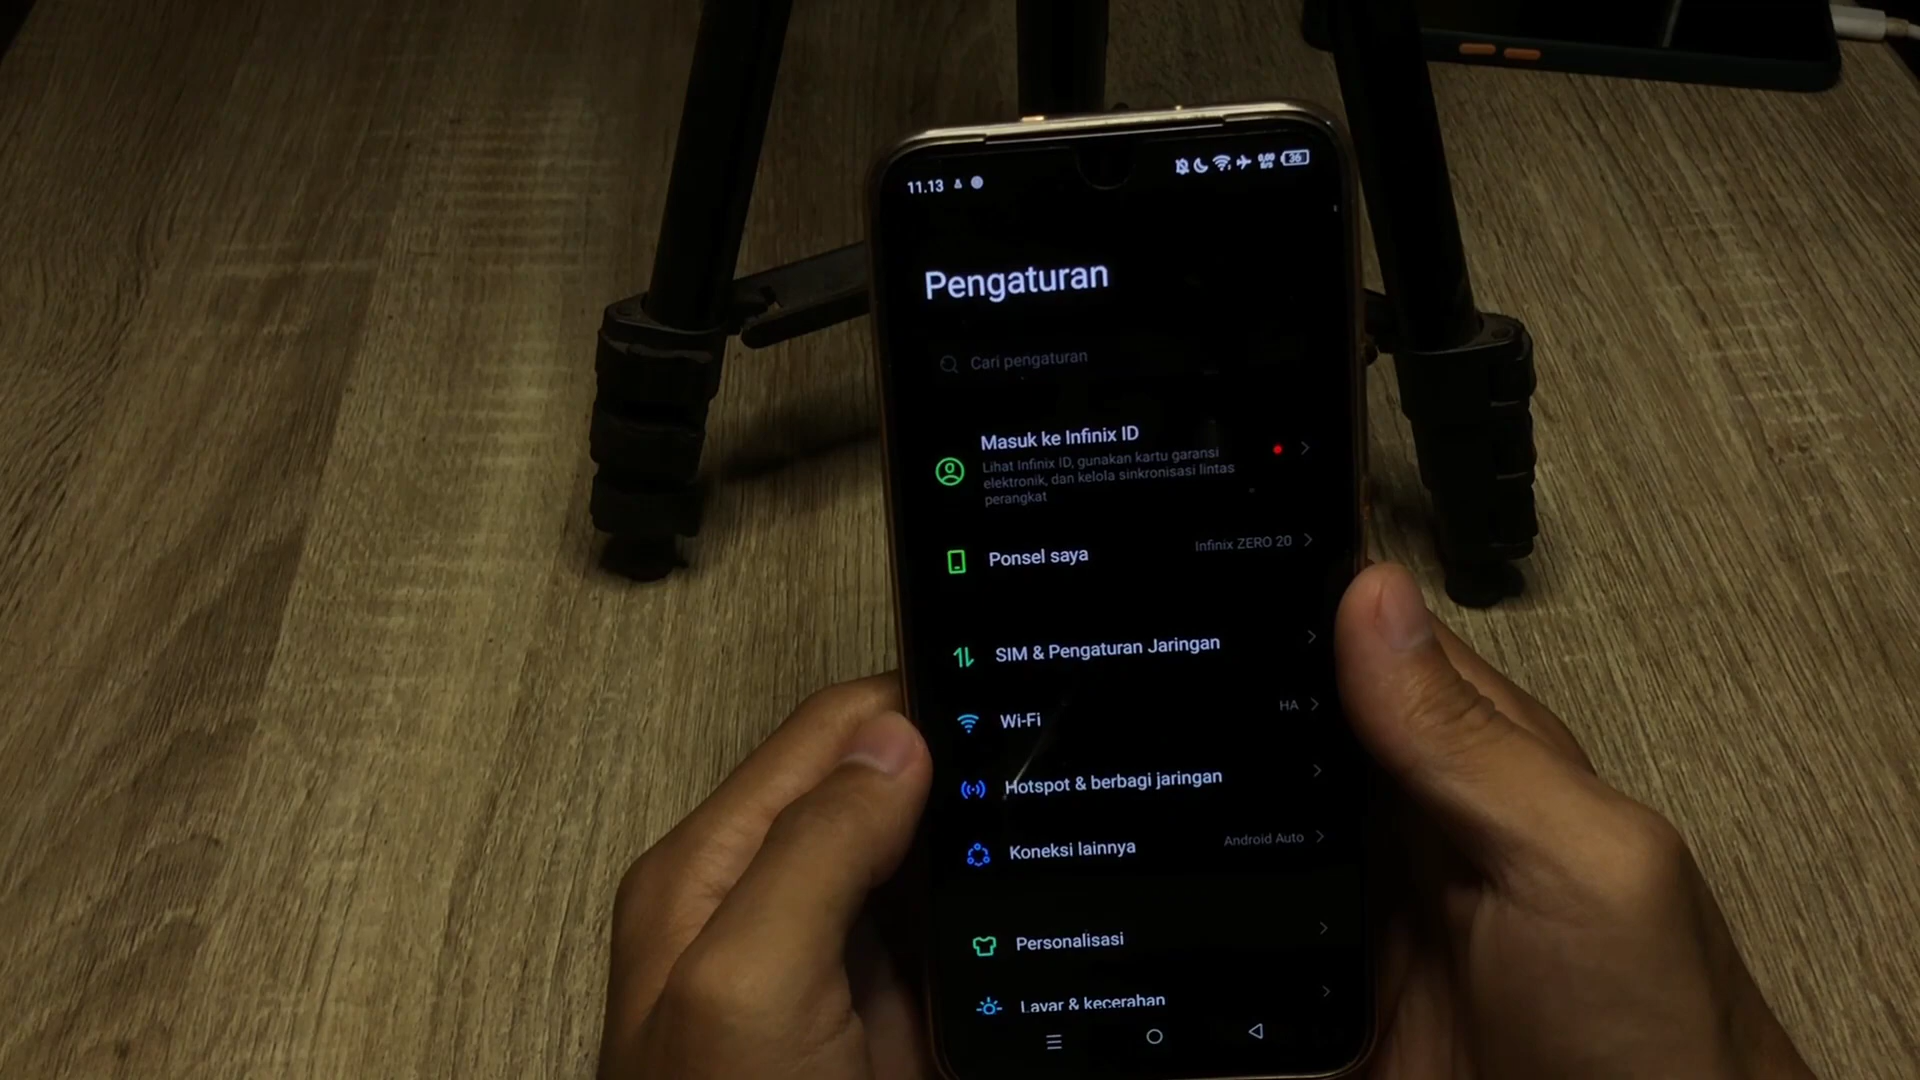 11.13
36
Pengaturan
Cari pengaturan
Masuk ke Infinix ID
Lihat Infinix ID, gunakan kartu garansi
elektronik, dan kelola sinkronisasi lintas
perangkat
Ponsel saya
Infinix ZERO 20
SIM & Pengaturan Jaringan
Wi-Fi
HA
Hotspot & berbagi jaringan
Koneksi lainnya
Android Auto
Personalisasi
Layar & kecerahan